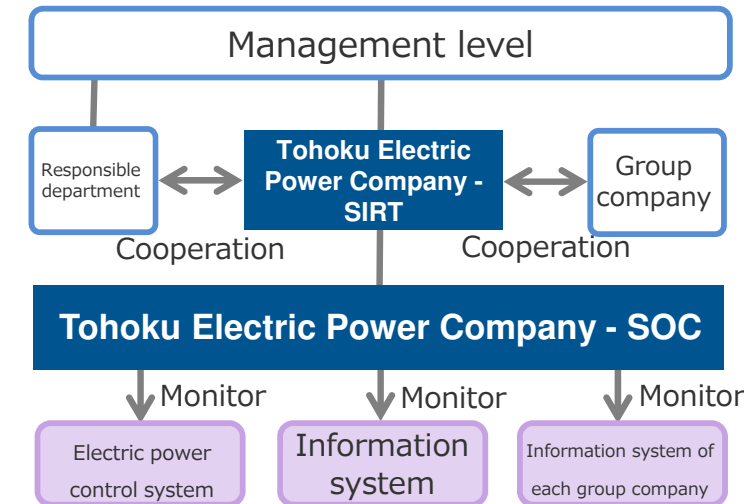 Management level
Responsible
department
Tohoku Electric
Power Company -
SIRT
Group
company
Cooperation
Cooperation
Tohoku Electric Power Company - SOC
Monitor
Monitor
Monitor
Electric power
control system
Information
system
Information system of
each group company